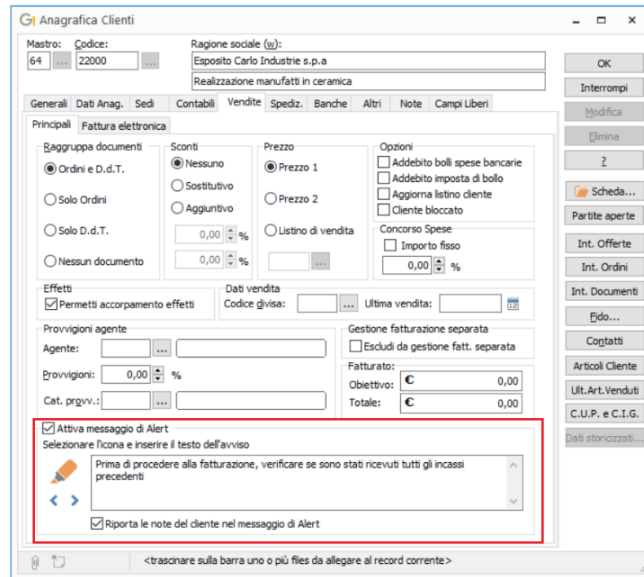 Anagrafica Clienti
Mastro: Codice: Ragione sociale (w):
64 ... 22000 ... Esposito Carlo Industrie s.p.a
Realizzazione manufatti in ceramica
Generali Dati Anag. Sedi Contabili Vendite Spediz. Banche Altri Note Campi Liberi
Principali Fattura elettronica
Raggruppa documenti
Ordini e D.d.T.
Solo Ordini
Solo D.d.T.
Nessun documento
Sconti
Nessuno
Sostitutivo
Aggiuntivo
0,00 %
0,00 %
Prezzo
Prezzo 1
Prezzo 2
Listino di vendita
...
Opzioni
Addebito bolli spese bancarie
Addebito imposta di bollo
Aggiorna listino cliente
Cliente bloccato
Concorso Spese
Importo fisso
0,00 %
Effetti
Permetti accorpamento effetti
Dati vendita
Codice divisa: ... Ultima vendita:
Provvigioni agente
Agente: ...
Provvigioni: 0,00 %
Cat. provv.: ...
Gestione fatturazione separata
Escludi da gestione fatt. separata
Fatturato:
Obiettivo: € 0,00
Totale: € 0,00
Attiva messaggio di Alert
Selezionare l'icona e inserire il testo dell'avviso
Prima di procedere alla fatturazione, verificare se sono stati ricevuti tutti gli incassi
precedenti
Riporta le note del cliente nel messaggio di Alert
OK
Interrompi
Modifica
Elimina
?
Scheda...
Partite aperte
Int. Offerte
Int. Ordini
Int. Documenti
Fido...
Contatti
Articoli Cliente
Ult.Art.Venduti
C.U.P. e C.I.G.
Dati storicizzati...
<trascinare sulla barra uno o più files da allegare al record corrente>